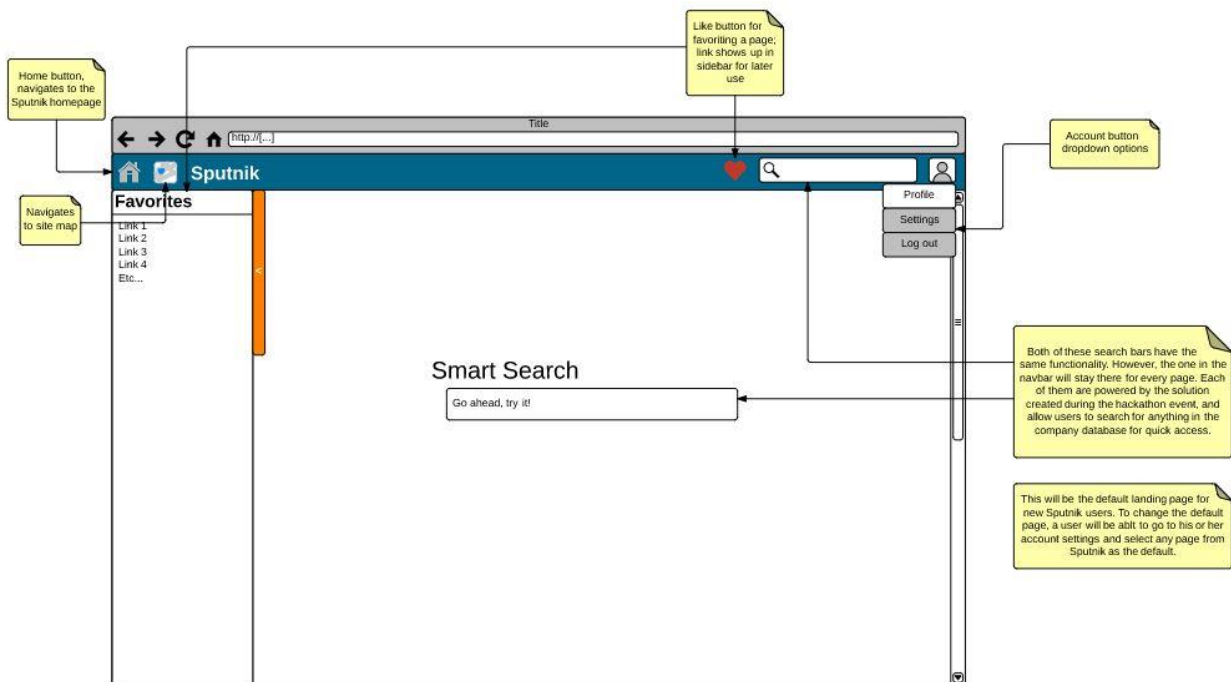 Like button for
favoriting a page;
link shows up in
sidebar for later
use
Home button,
navigates to the
Sputnik homepage
Title
http://[...]
Account button
dropdown options
Sputnik
Navigates
to site map
Favorites
Link 1
Link 2
Link 3
Link 4
Etc...
<
Profile
Settings
Log out
Smart Search
Go ahead, try it!
Both of these search bars have the
same functionality. However, the one in the
navbar will stay there for every page. Each
of them are powered by the solution
created during the hackathon event, and
allow users to search for anything in the
company database for quick access.
This will be the default landing page for
new Sputnik users. To change the default
page, a user will be ablt to go to his or her
account settings and select any page from
Sputnik as the default.